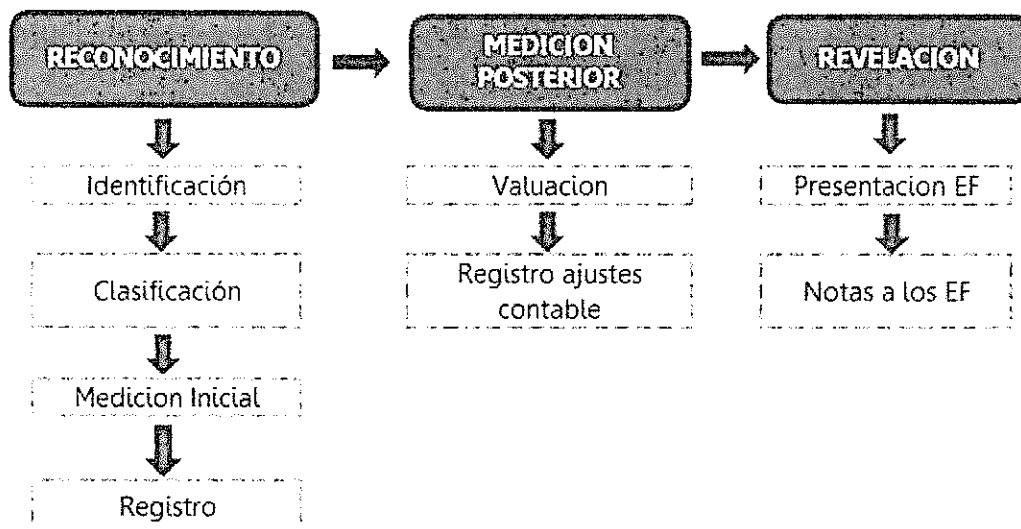 RECONOCIMIENTO
MEDICION
POSTERIOR
REVELACION
Identificación
Valuacion
Presentacion EF
Clasificación
Registro ajustes
contable
Notas a los EF
Medicion Inicial
Registro